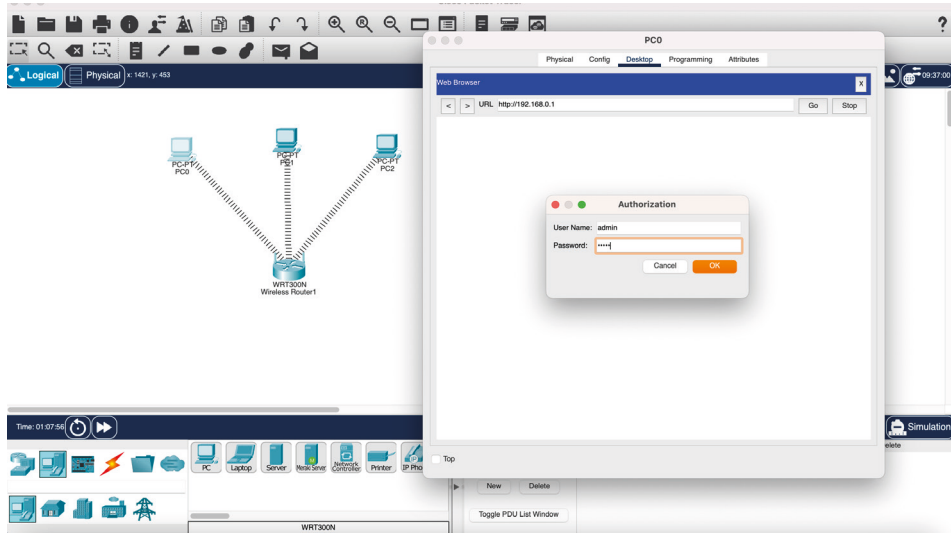 PC0
Physical Config Desktop Programming Attributes
Logical
Physical
x: 1421, y: 453
09:37:00
Web Browser
X
< > URL http://192.168.0.1 Go Stop
PC-PT
PC0
PC-PT
PC1
PC-PT
PC2
Authorization
User Name: admin
Password: •••••
Cancel OK
WRT300N
Wireless Router1
Time: 01:07:56
Simulation
Top
PC
Laptop
Server
Meraki Server
Network
Controller
Printer
IP Pho
New Delete
Toggle PDU List Window
WRT300N